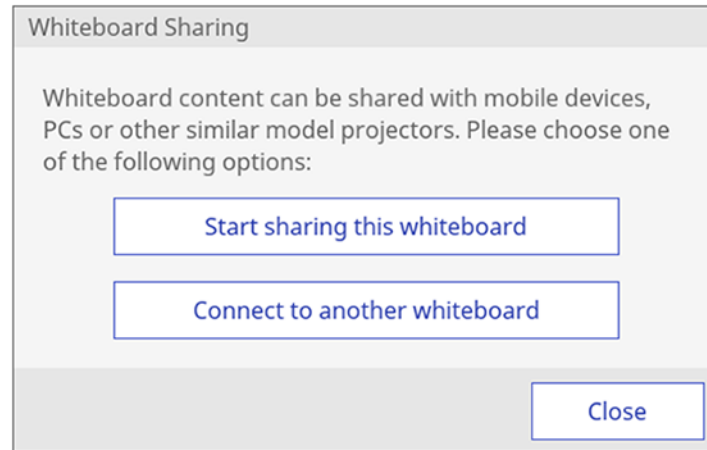 Whiteboard Sharing
Whiteboard content can be shared with mobile devices,
PCs or other similar model projectors. Please choose one
of the following options:
Start sharing this whiteboard
Connect to another whiteboard
Close